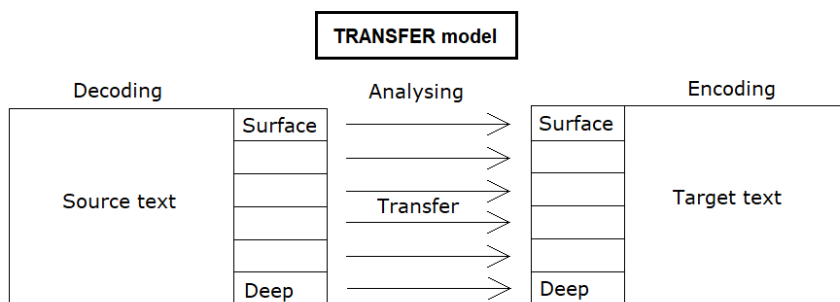 TRANSFER model
Decoding
Analysing
Encoding
Surface
Surface
Source text
Transfer
Target text
Deep
Deep